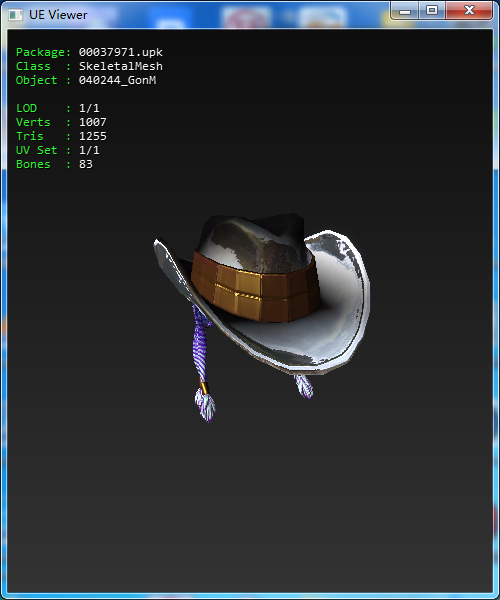 UE Viewer
Package: 00037971.upk
Class : SkeletalMesh
Object : 040244_GonM
LOD : 1/1
Verts : 1007
Tris : 1255
UV Set : 1/1
Bones : 83